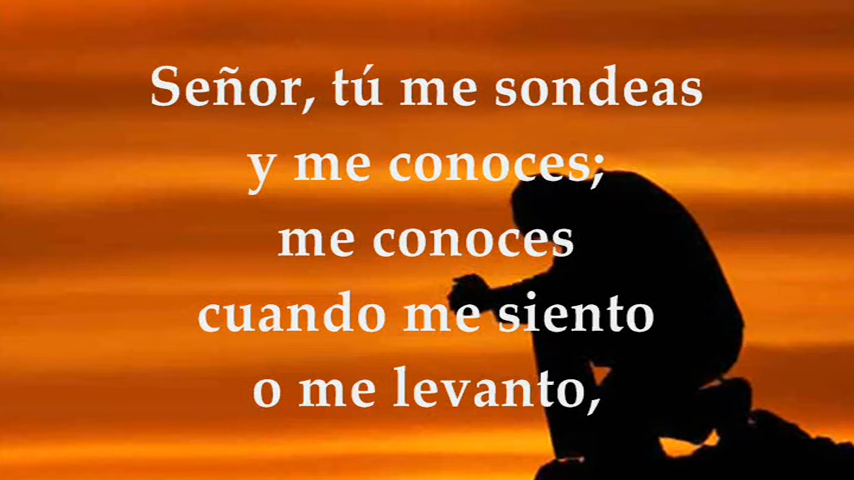 Señor, tú me sondeas
y me conoces;
me conoces
cuando me siento
o me levanto,